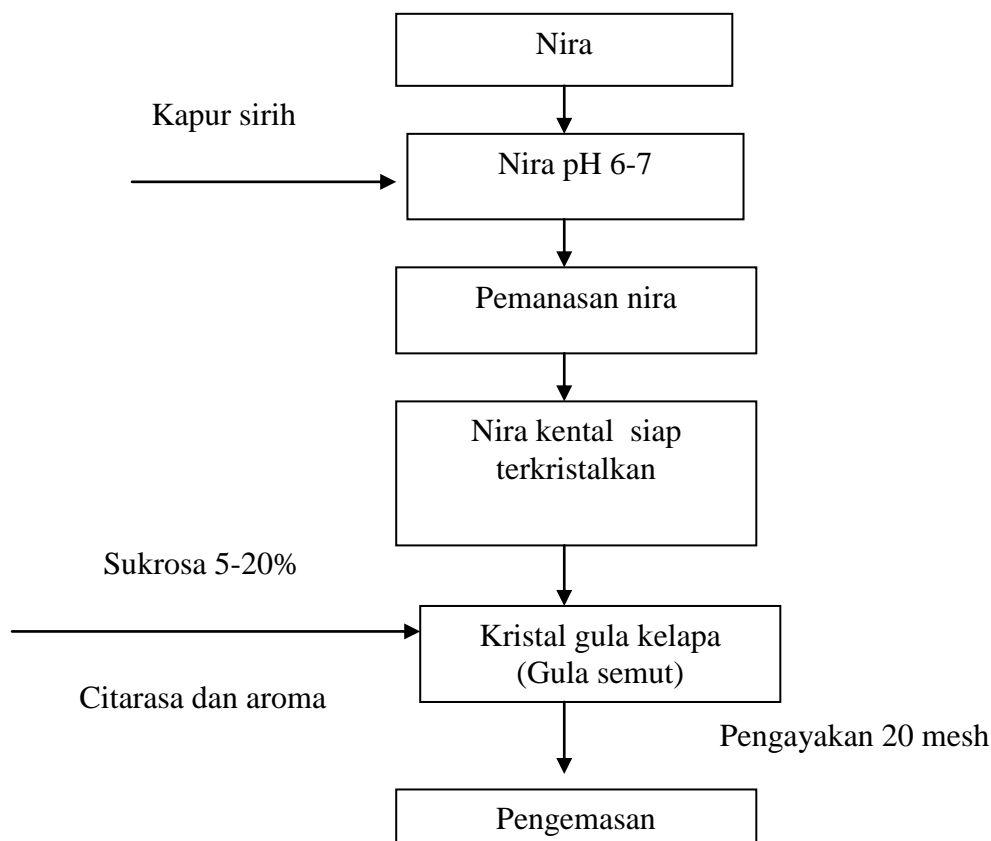 Nira
Kapur sirih
Nira pH 6-7
Pemanasan nira
Nira kental siap
terkristalkan
Sukrosa 5-20%
Kristal gula kelapa
(Gula semut)
Citarasa dan aroma
Pengayakan 20 mesh
Pengemasan